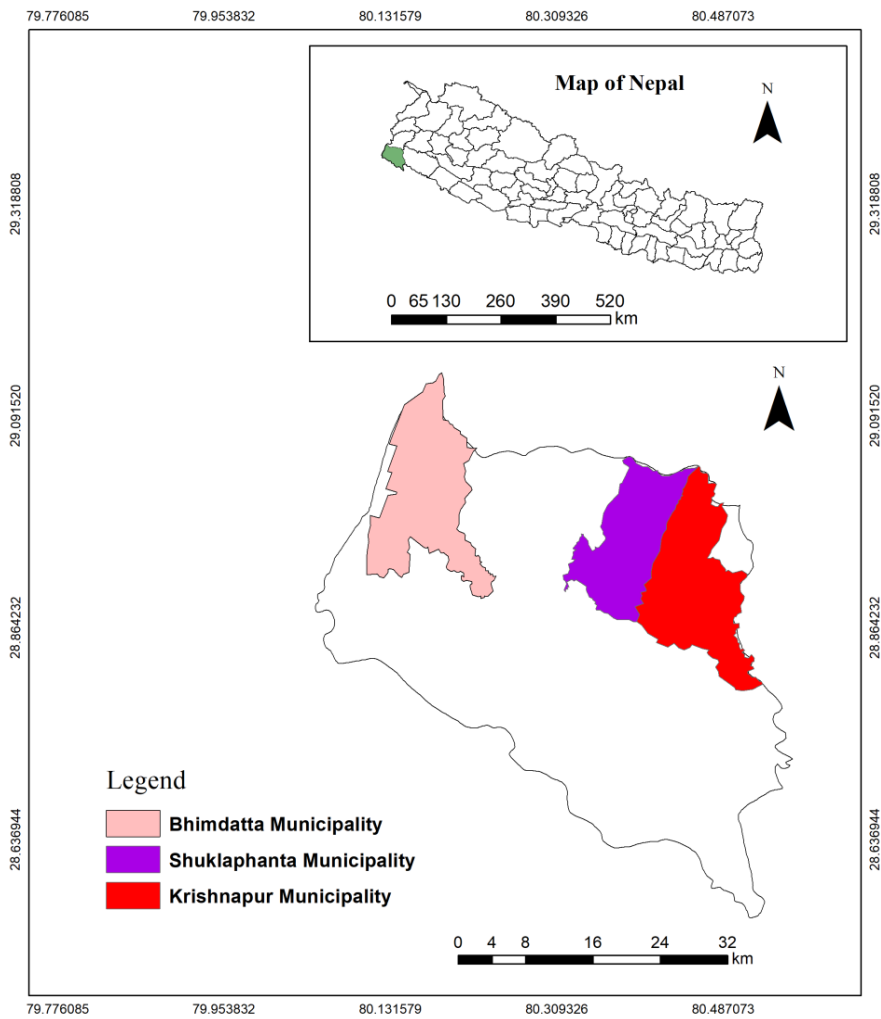 79.776085 79.953832 80.131579 80.309326 80.487073
Map of Nepal
N
29.318808 29.318808
0 65 130 260 390 520
km
N
29.091520 29.091520
28.864232 28.864232
Legend
Bhimdatta Municipality
Shuklaphanta Municipality
Krishnapur Municipality
28.636944 28.636944
0 4 8 16 24 32
km
79.776085 79.953832 80.131579 80.309326 80.487073